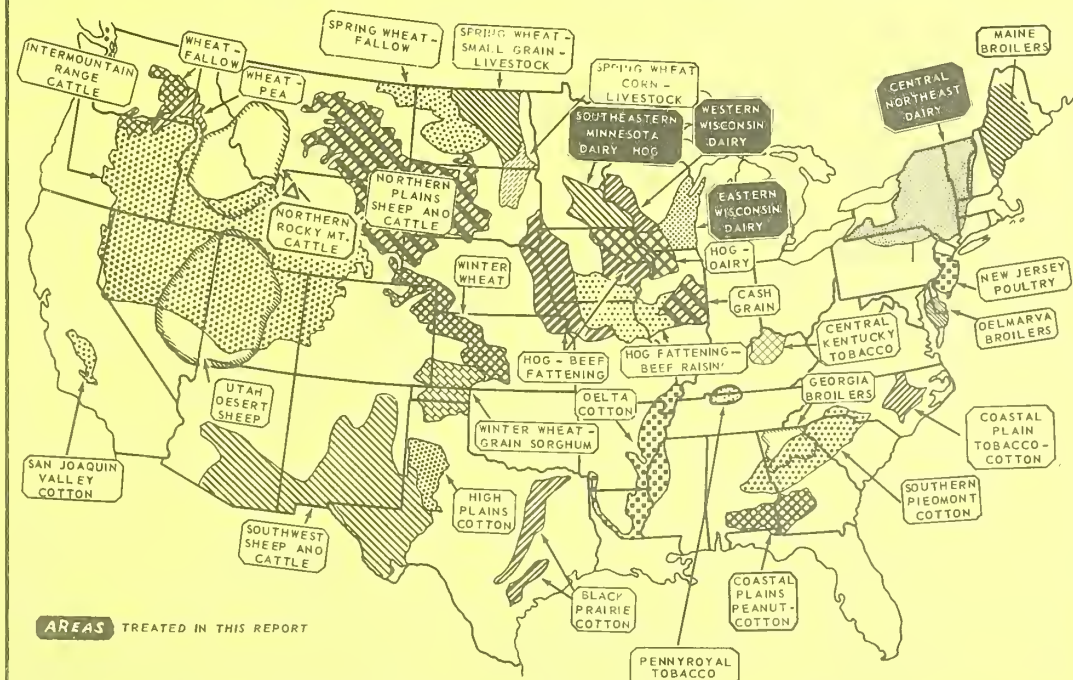 SPRING WHEAT-
FALLOW
SPRING WHEAT-
SMALL GRAIN-
LIVESTOCK
MAINE
BROILERS
INTERMOUNTAIN
RANGE
CATTLE
WHEAT-
FALLOW
WHEAT-
PEA
SPRING WHEAT
CORN-
LIVESTOCK
CENTRAL
NORTHEAST
DAIRY
SOUTHEASTERN
MINNESOTA
DAIRY HOG
WESTERN
WISCONSIN
DAIRY
NORTHERN
ROCKY MT.
CATTLE
NORTHERN
PLAINS
SHEEP AND
CATTLE
EASTERN
WISCONSIN
DAIRY
HOG-
DAIRY
WINTER
WHEAT
CASH
GRAIN
NEW JERSEY
POULTRY
DELMARVA
BROILERS
CENTRAL
KENTUCKY
TOBACCO
HOG-BEEF
FATTENING
HOG FATTENING-
BEEF RAISIN'
UTAH
DESERT
SHEEP
DELTA
COTTON
GEORGIA
BROILERS
WINTER WHEAT-
GRAIN SORGHUM
COASTAL
PLAIN
TOBACCO-
COTTON
SAN JOAQUIN
VALLEY
COTTON
HIGH
PLAINS
COTTON
SOUTHERN
PIEDMONT
COTTON
SOUTHWEST
SHEEP AND
CATTLE
BLACK
PRAIRIE
COTTON
COASTAL
PLAINS
PEANUT-
COTTON
AREAS TREATED IN THIS REPORT
PENNYROYAL
TOBACCO